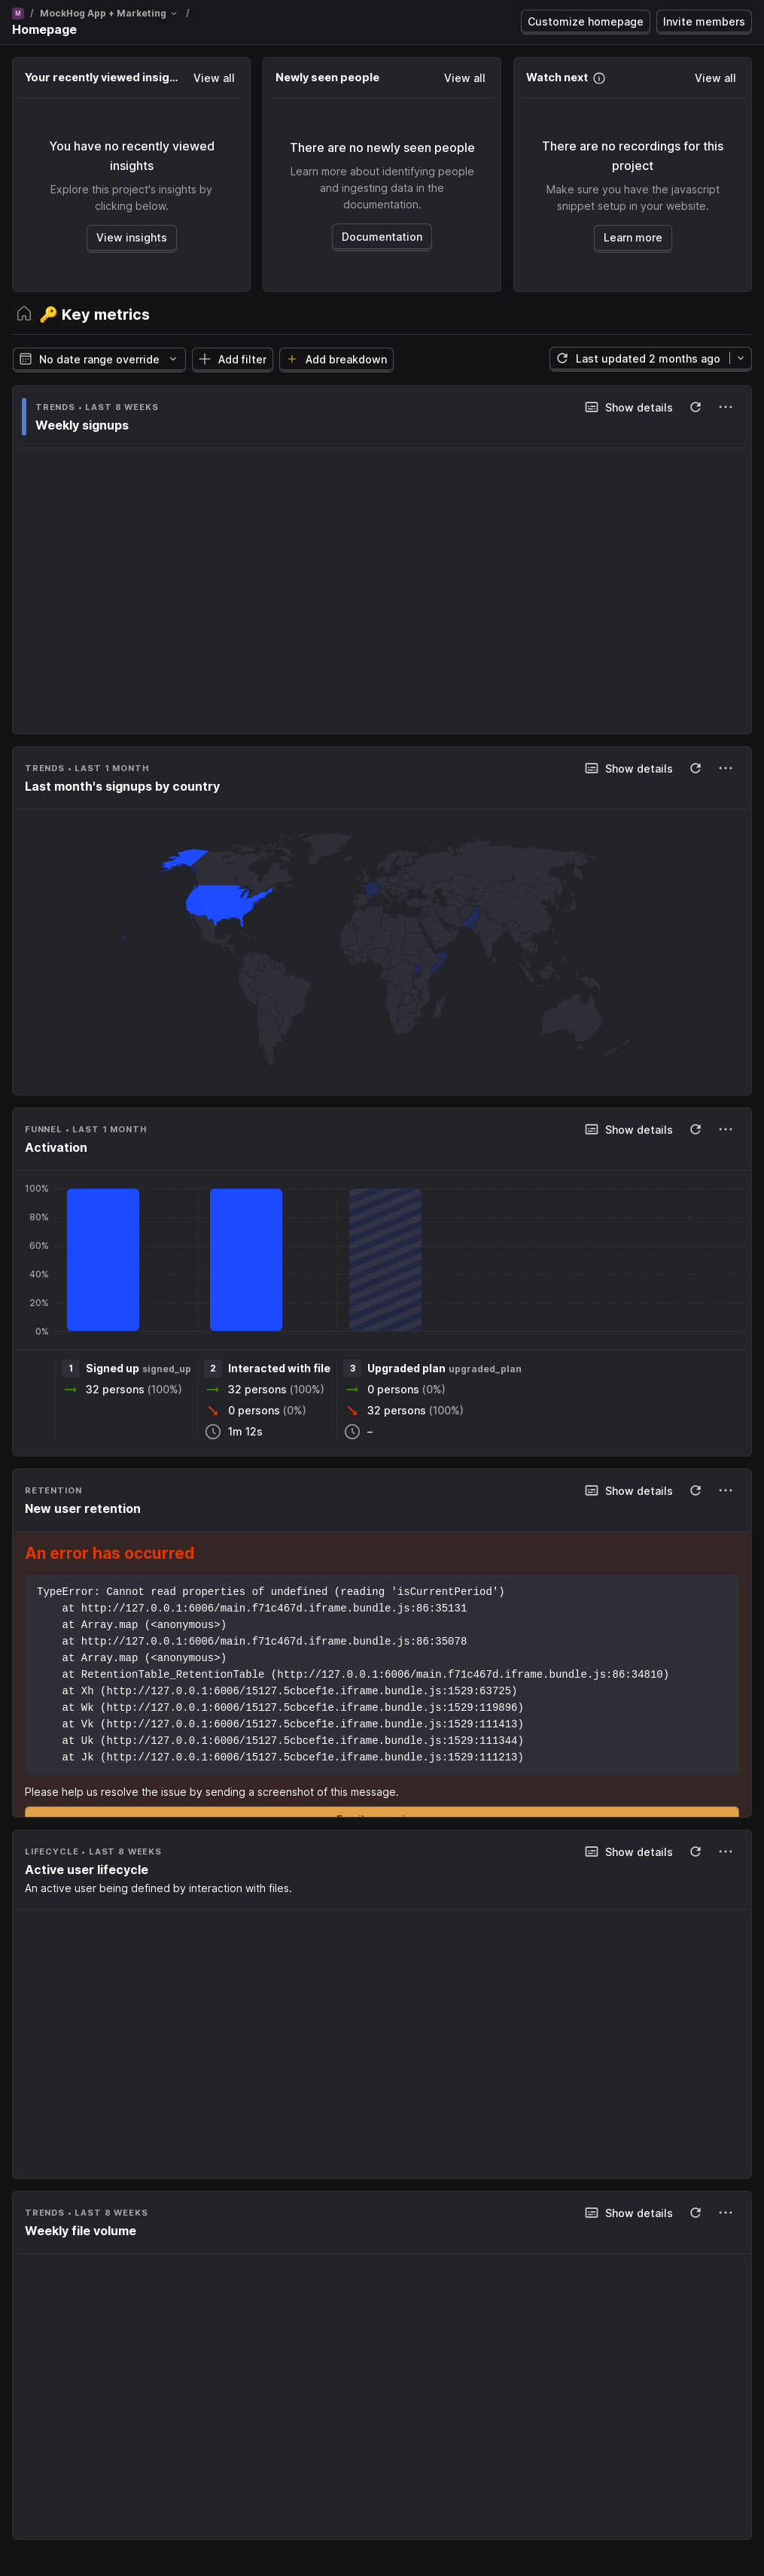 M / MockHog App + Marketing /
Homepage
Customize homepage
Invite members
Your recently viewed insig...
View all
You have no recently viewed
insights
Explore this project's insights by
clicking below.
View insights
Newly seen people
View all
There are no newly seen people
Learn more about identifying people
and ingesting data in the
documentation.
Documentation
Watch next
View all
There are no recordings for this
project
Make sure you have the javascript
snippet setup in your website.
Learn more
🔑 Key metrics
No date range override
Add filter
Add breakdown
Last updated 2 months ago
TRENDS • LAST 8 WEEKS
Show details
Weekly signups
TRENDS • LAST 1 MONTH
Show details
Last month's signups by country
FUNNEL • LAST 1 MONTH
Show details
Activation
100%
80%
60%
40%
20%
0%
1 Signed up signed_up
32 persons (100%)
2 Interacted with file
32 persons (100%)
0 persons (0%)
1m 12s
3 Upgraded plan upgraded_plan
0 persons (0%)
32 persons (100%)
–
RETENTION
Show details
New user retention
An error has occurred
TypeError: Cannot read properties of undefined (reading 'isCurrentPeriod')
at http://127.0.0.1:6006/main.f71c467d.iframe.bundle.js:86:35131
at Array.map (<anonymous>)
at http://127.0.0.1:6006/main.f71c467d.iframe.bundle.js:86:35078
at Array.map (<anonymous>)
at RetentionTable_RetentionTable (http://127.0.0.1:6006/main.f71c467d.iframe.bundle.js:86:34810)
at Xh (http://127.0.0.1:6006/15127.5cbcef1e.iframe.bundle.js:1529:63725)
at Wk (http://127.0.0.1:6006/15127.5cbcef1e.iframe.bundle.js:1529:119896)
at Vk (http://127.0.0.1:6006/15127.5cbcef1e.iframe.bundle.js:1529:111413)
at Uk (http://127.0.0.1:6006/15127.5cbcef1e.iframe.bundle.js:1529:111344)
at Jk (http://127.0.0.1:6006/15127.5cbcef1e.iframe.bundle.js:1529:111213)
Please help us resolve the issue by sending a screenshot of this message.
LIFECYCLE • LAST 8 WEEKS
Show details
Active user lifecycle
An active user being defined by interaction with files.
TRENDS • LAST 8 WEEKS
Show details
Weekly file volume